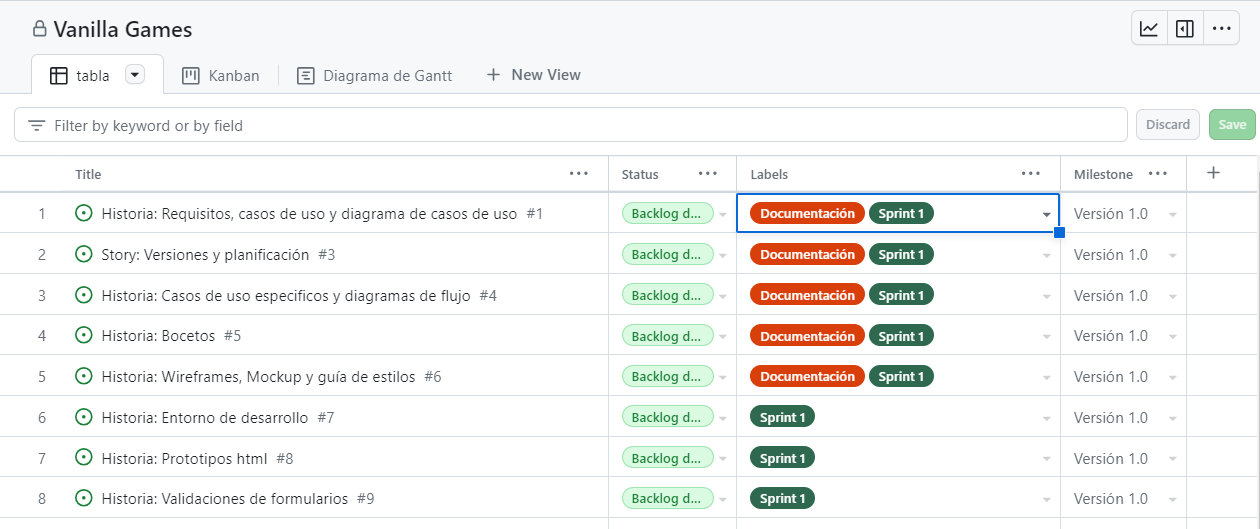 Vanilla Games
tabla Kanban Diagrama de Gantt New View
Filter by keyword or by field Discard Save
Title Status Labels Milestone
1 Historia: Requisitos, casos de uso y diagrama de casos de uso #1 Backlog d... Documentación Sprint 1 Versión 1.0
2 Story: Versiones y planificación #3 Backlog d... Documentación Sprint 1 Versión 1.0
3 Historia: Casos de uso especificos y diagramas de flujo #4 Backlog d... Documentación Sprint 1 Versión 1.0
4 Historia: Bocetos #5 Backlog d... Documentación Sprint 1 Versión 1.0
5 Historia: Wireframes, Mockup y guía de estilos #6 Backlog d... Documentación Sprint 1 Versión 1.0
6 Historia: Entorno de desarrollo #7 Backlog d... Sprint 1 Versión 1.0
7 Historia: Prototipos html #8 Backlog d... Sprint 1 Versión 1.0
8 Historia: Validaciones de formularios #9 Backlog d... Sprint 1 Versión 1.0